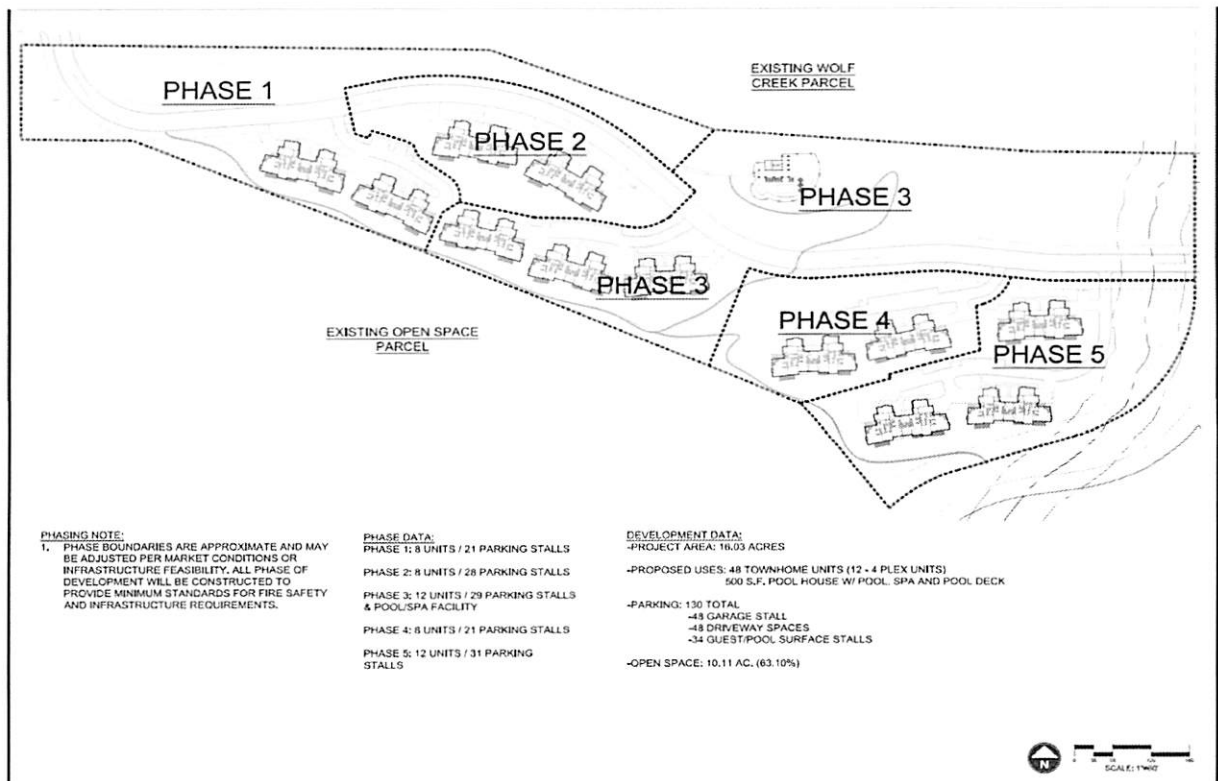 EXISTING WOLF
CREEK PARCEL
PHASE 1
PHASE 2
PHASE 3
PHASE 3
EXISTING OPEN SPACE
PARCEL
PHASE 4
PHASE 5
PHASING NOTE:
1. PHASE BOUNDARIES ARE APPROXIMATE AND MAY
BE ADJUSTED PER MARKET CONDITIONS OR
INFRASTRUCTURE FEASIBILITY. ALL PHASE OF
DEVELOPMENT WILL BE CONSTRUCTED TO
PROVIDE MINIMUM STANDARDS FOR FIRE SAFETY
AND INFRASTRUCTURE REQUIREMENTS.
PHASE DATA:
PHASE 1: 8 UNITS / 21 PARKING STALLS
PHASE 2: 8 UNITS / 28 PARKING STALLS
PHASE 3: 12 UNITS / 29 PARKING STALLS
& POOL/SPA FACILITY
PHASE 4: 8 UNITS / 21 PARKING STALLS
PHASE 5: 12 UNITS / 31 PARKING
STALLS
DEVELOPMENT DATA:
-PROJECT AREA: 16.03 ACRES
-PROPOSED USES: 48 TOWNHOME UNITS (12 - 4 PLEX UNITS)
500 S.F. POOL HOUSE W/ POOL, SPA AND POOL DECK
-PARKING: 130 TOTAL
-48 GARAGE STALL
-48 DRIVEWAY SPACES
-34 GUEST/POOL SURFACE STALLS
-OPEN SPACE: 10.11 AC. (63.10%)
N
SCALE: 1"=60'